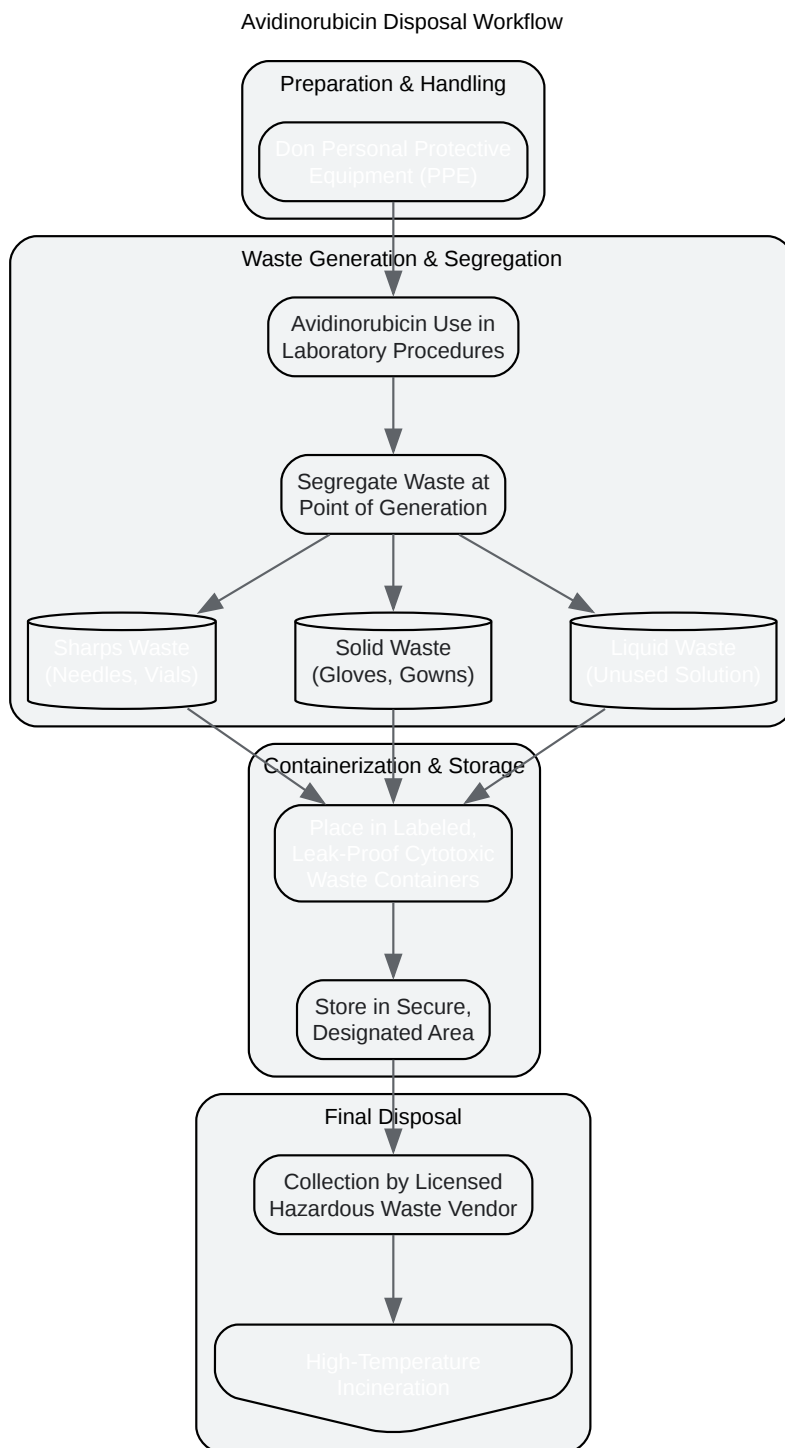 Avidinorubicin Disposal Workflow
Preparation & Handling
Don Personal Protective
Equipment (PPE)
Waste Generation & Segregation
Avidinorubicin Use in
Laboratory Procedures
Segregate Waste at
Point of Generation
Sharps Waste
(Needles, Vials)
Solid Waste
(Gloves, Gowns)
Liquid Waste
(Unused Solution)
Containerization & Storage
Place in Labeled,
Leak-Proof Cytotoxic
Waste Containers
Store in Secure,
Designated Area
Final Disposal
Collection by Licensed
Hazardous Waste Vendor
High-Temperature
Incineration